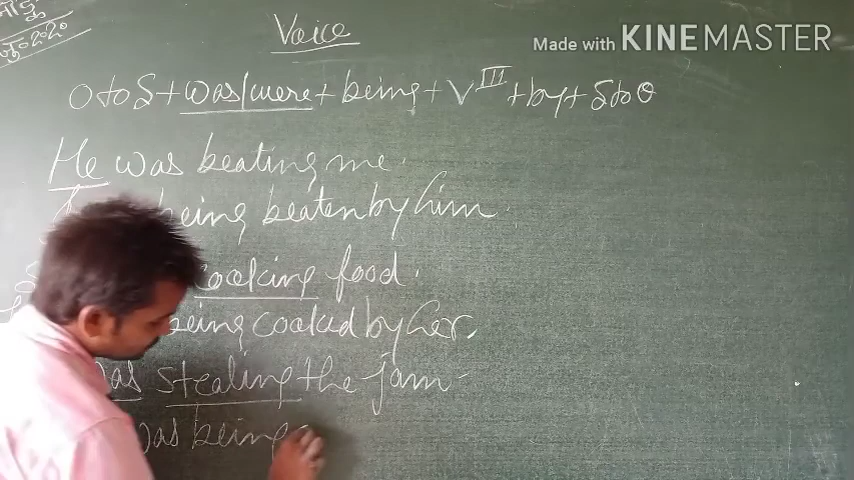 जून 2020
Voice
Made with KINEMASTER
O to S + was/were + being + V III + by + S to O
He was beating me.
being beaten by him.
cooking food.
being cooked by her.
was stealing the jam-
was being